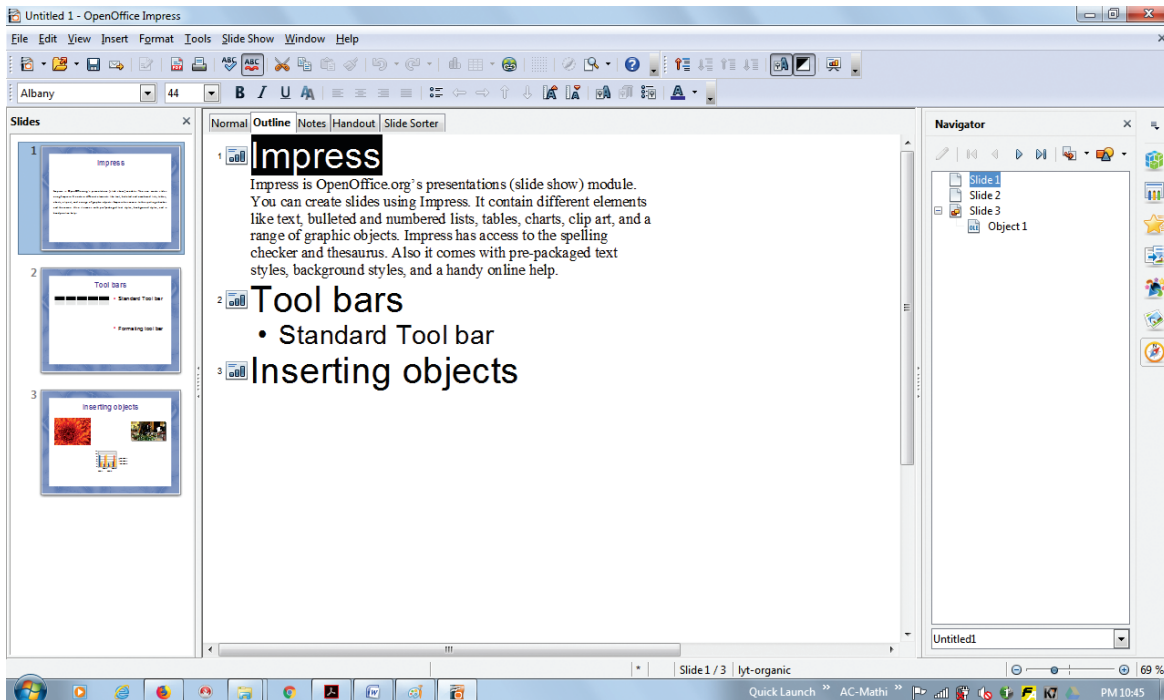 Untitled 1 - OpenOffice Impress
File Edit View Insert Format Tools Slide Show Window Help
Albany 44
Slides
Normal Outline Notes Handout Slide Sorter
Navigator
1
Impress
2
Tool bars
Standard Tool bar
Formating tool bar
3
Inserting objects
1 Impress
Impress is OpenOffice.org's presentations (slide show) module.
You can create slides using Impress. It contain different elements
like text, bulleted and numbered lists, tables, charts, clip art, and a
range of graphic objects. Impress has access to the spelling
checker and thesaurus. Also it comes with pre-packaged text
styles, background styles, and a handy online help.
2 Tool bars
• Standard Tool bar
3 Inserting objects
Slide 1
Slide 2
Slide 3
Object 1
Untitled1
* Slide 1 / 3 lyt-organic 69 %
Quick Launch » AC-Mathi » PM 10:45